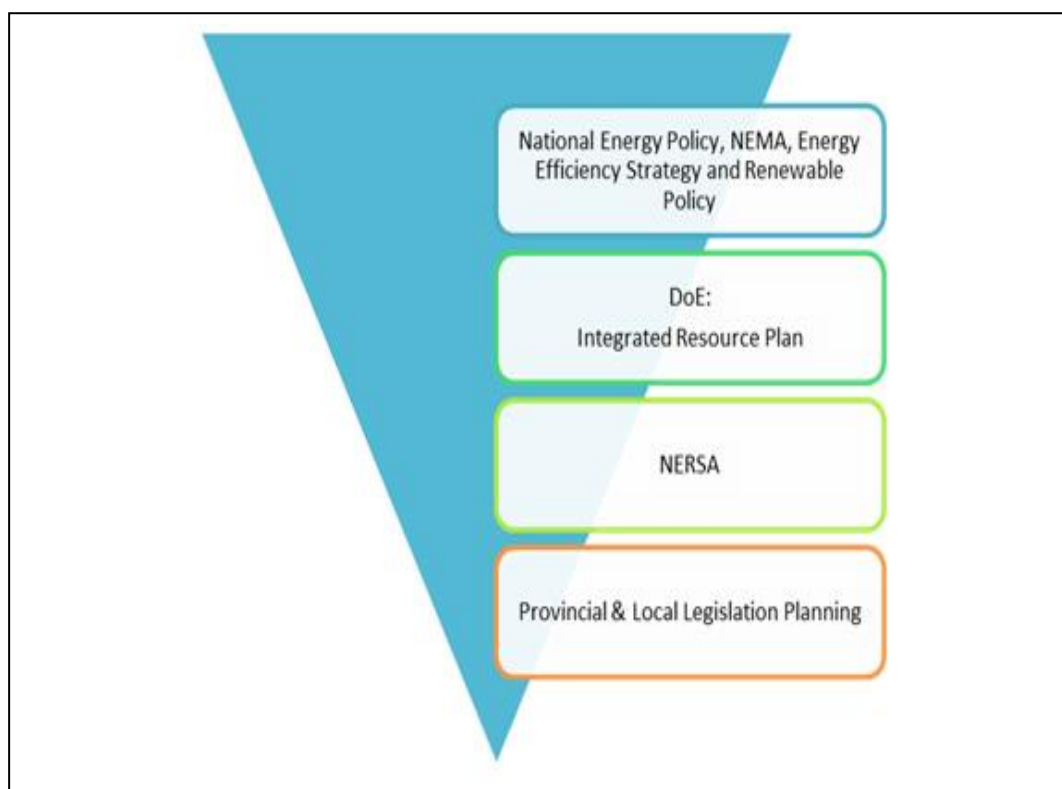 National Energy Policy, NEMA, Energy
Efficiency Strategy and Renewable
Policy
DoE:
Integrated Resource Plan
NERSA
Provincial & Local Legislation Planning